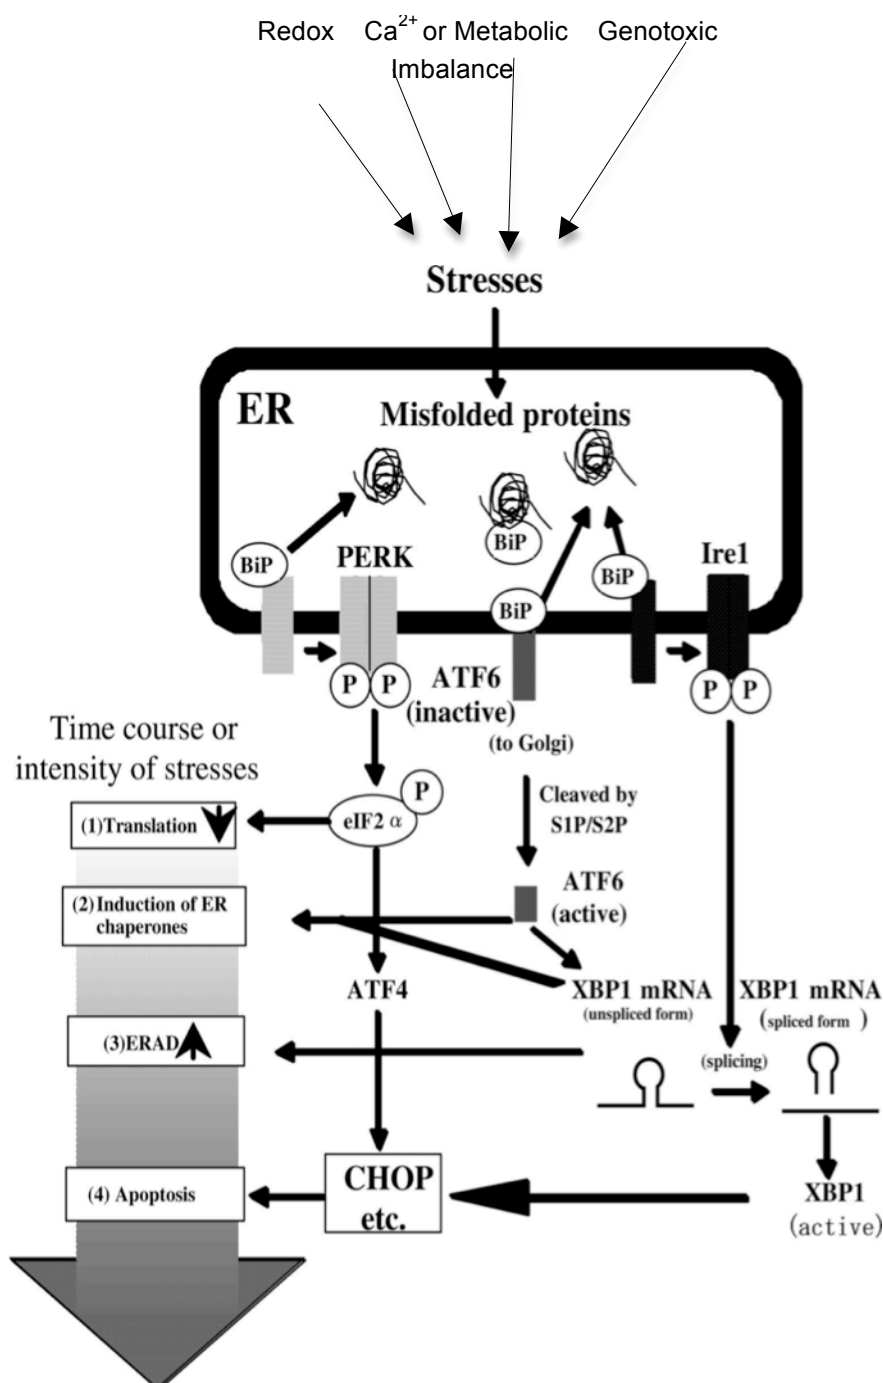 Redox Ca2+ or Metabolic Genotoxic
Imbalance
Stresses
ER
Misfolded proteins
BiP
BiP
PERK
Ire1
BiP
BiP
P P
ATF6
(inactive)
P P
(to Golgi)
Time course or
intensity of stresses
P
eIF2 α
Cleaved by
S1P/S2P
(1)Translation
ATF6
(active)
(2)Induction of ER
chaperones
ATF4
XBP1 mRNA
(unspliced form)
XBP1 mRNA
(spliced form )
(3)ERAD
(splicing)
CHOP
etc.
(4) Apoptosis
XBP1
(active)